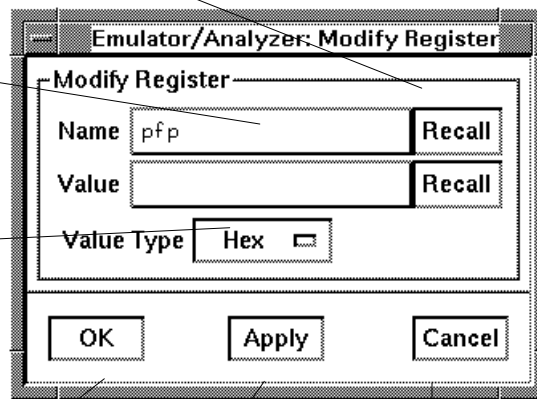 Emulator/Analyzer: Modify Register
Modify Register
Name pfp Recall
Value Recall
Value Type Hex
OK Apply Cancel